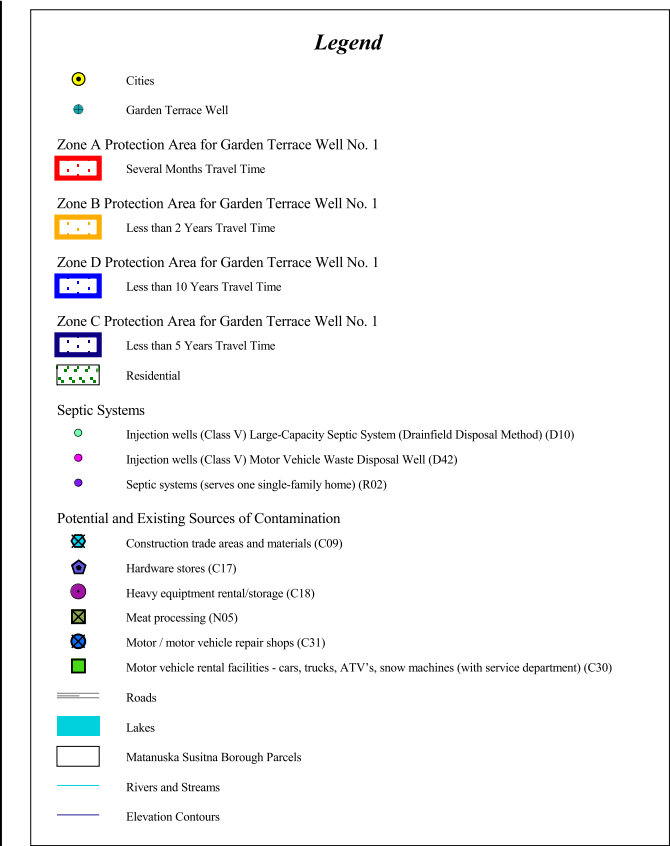 Legend
Cities
Garden Terrace Well
Zone A Protection Area for Garden Terrace Well No. 1
Several Months Travel Time
Zone B Protection Area for Garden Terrace Well No. 1
Less than 2 Years Travel Time
Zone D Protection Area for Garden Terrace Well No. 1
Less than 10 Years Travel Time
Zone C Protection Area for Garden Terrace Well No. 1
Less than 5 Years Travel Time
Residential
Septic Systems
Injection wells (Class V) Large-Capacity Septic System (Drainfield Disposal Method) (D10)
Injection wells (Class V) Motor Vehicle Waste Disposal Well (D42)
Septic systems (serves one single-family home) (R02)
Potential and Existing Sources of Contamination
Construction trade areas and materials (C09)
Hardware stores (C17)
Heavy equiptment rental/storage (C18)
Meat processing (N05)
Motor / motor vehicle repair shops (C31)
Motor vehicle rental facilities - cars, trucks, ATV's, snow machines (with service department) (C30)
Roads
Lakes
Matanuska Susitna Borough Parcels
Rivers and Streams
Elevation Contours